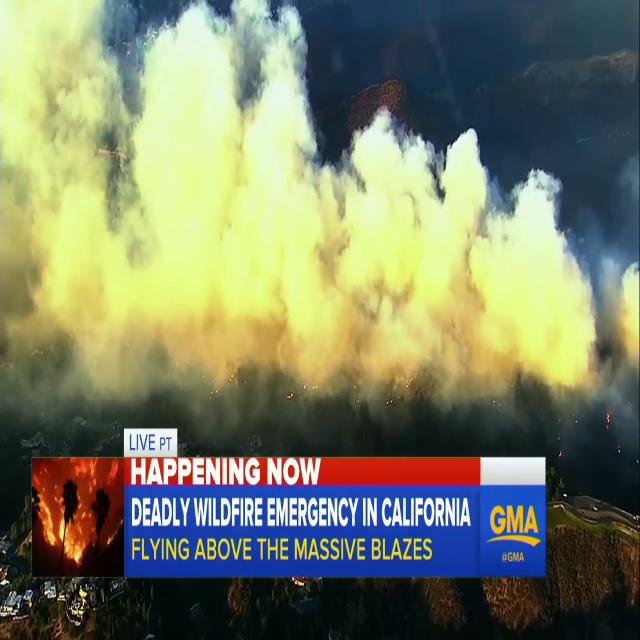 LIVE PT
HAPPENING NOW
DEADLY WILDFIRE EMERGENCY IN CALIFORNIA
FLYING ABOVE THE MASSIVE BLAZES
GMA
@GMA